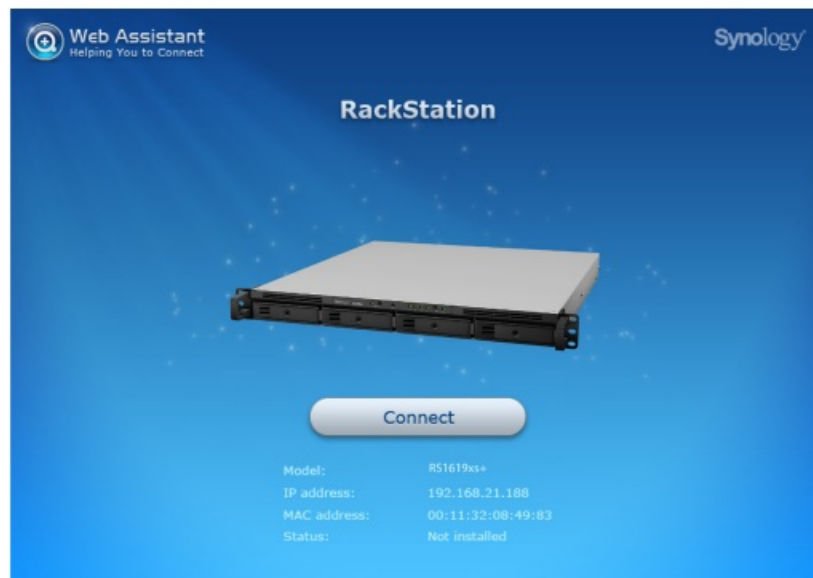 Web Assistant
Helping You to Connect
Synology
RackStation
Connect
Model: RS1619xs+
IP address: 192.168.21.188
MAC address: 00:11:32:08:49:83
Status: Not installed